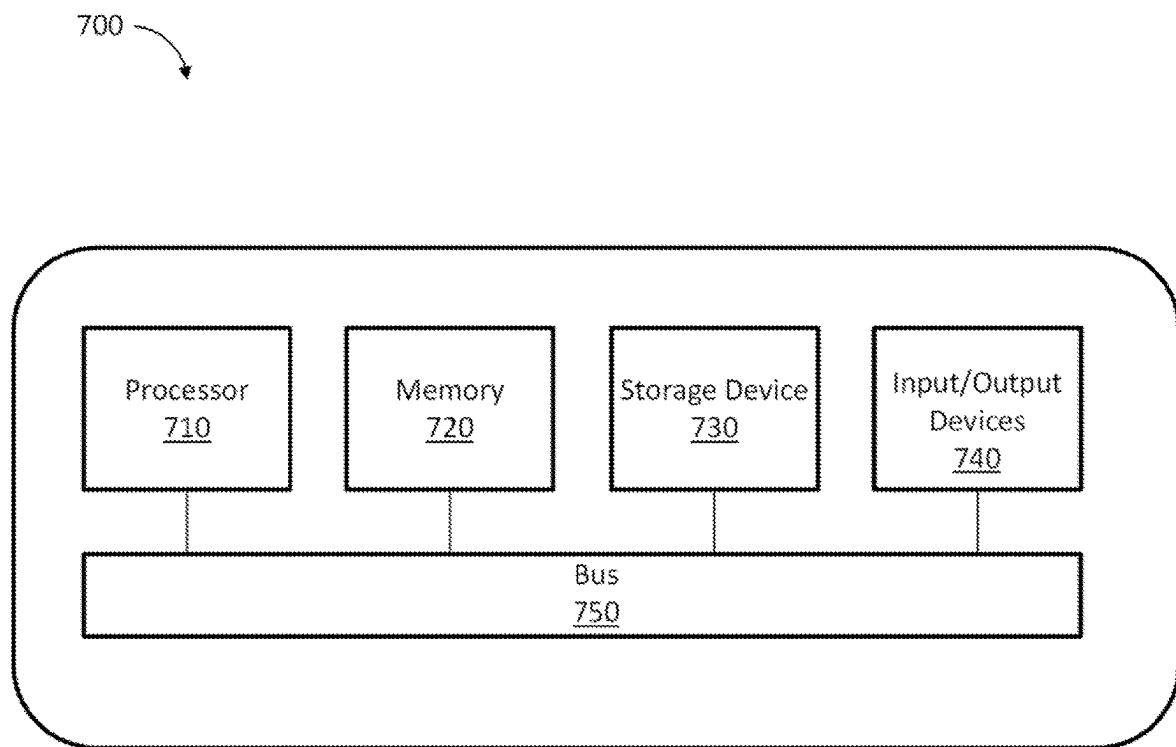 700
Processor
710
Memory
720
Storage Device
730
Input/Output
Devices
740
Bus
750